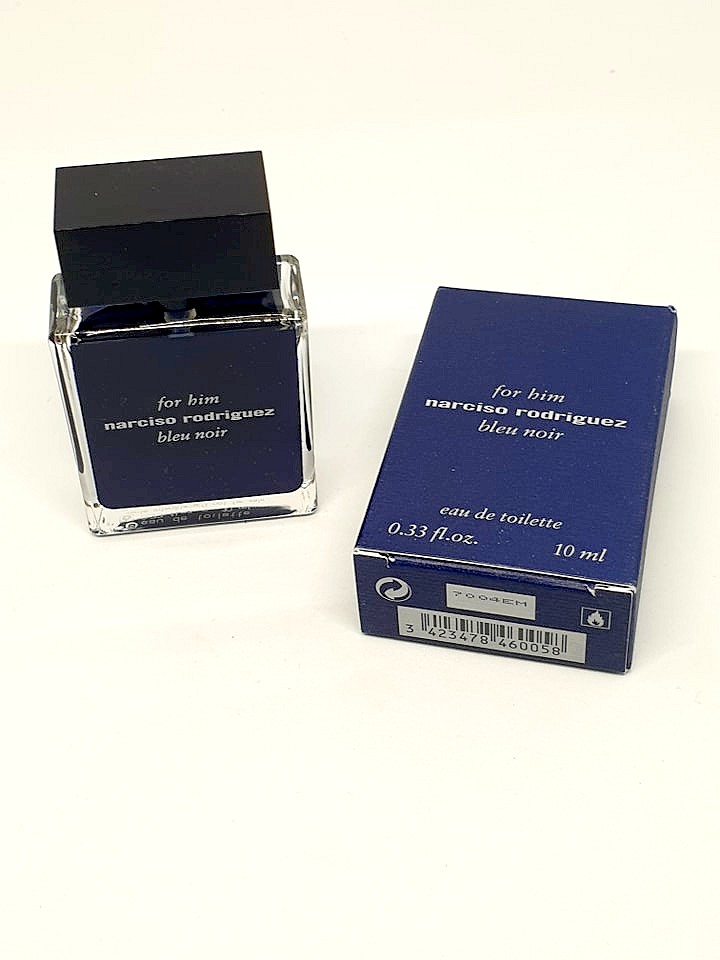 for him
narciso rodriguez
bleu noir
for him
narciso rodriguez
bleu noir
eau de toilette
0.33 fl.oz.
10 ml
7004EM
3 423478 460058